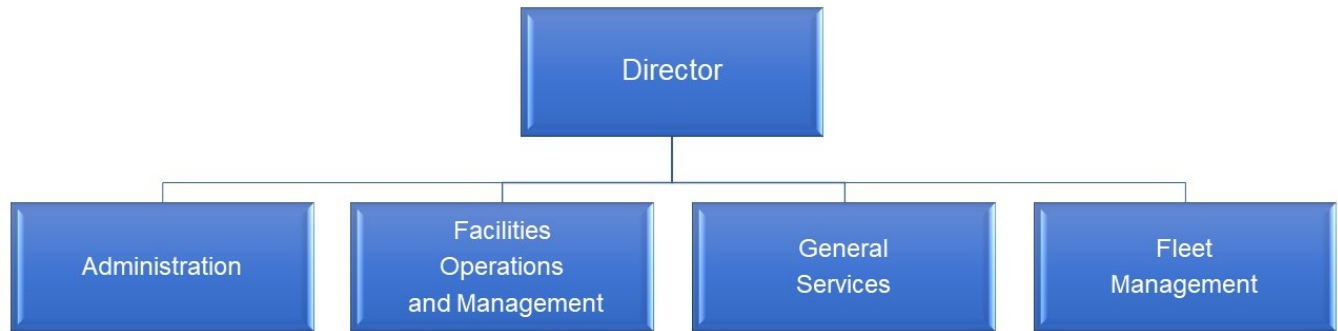 Director
Administration
Facilities
Operations
and Management
General
Services
Fleet
Management